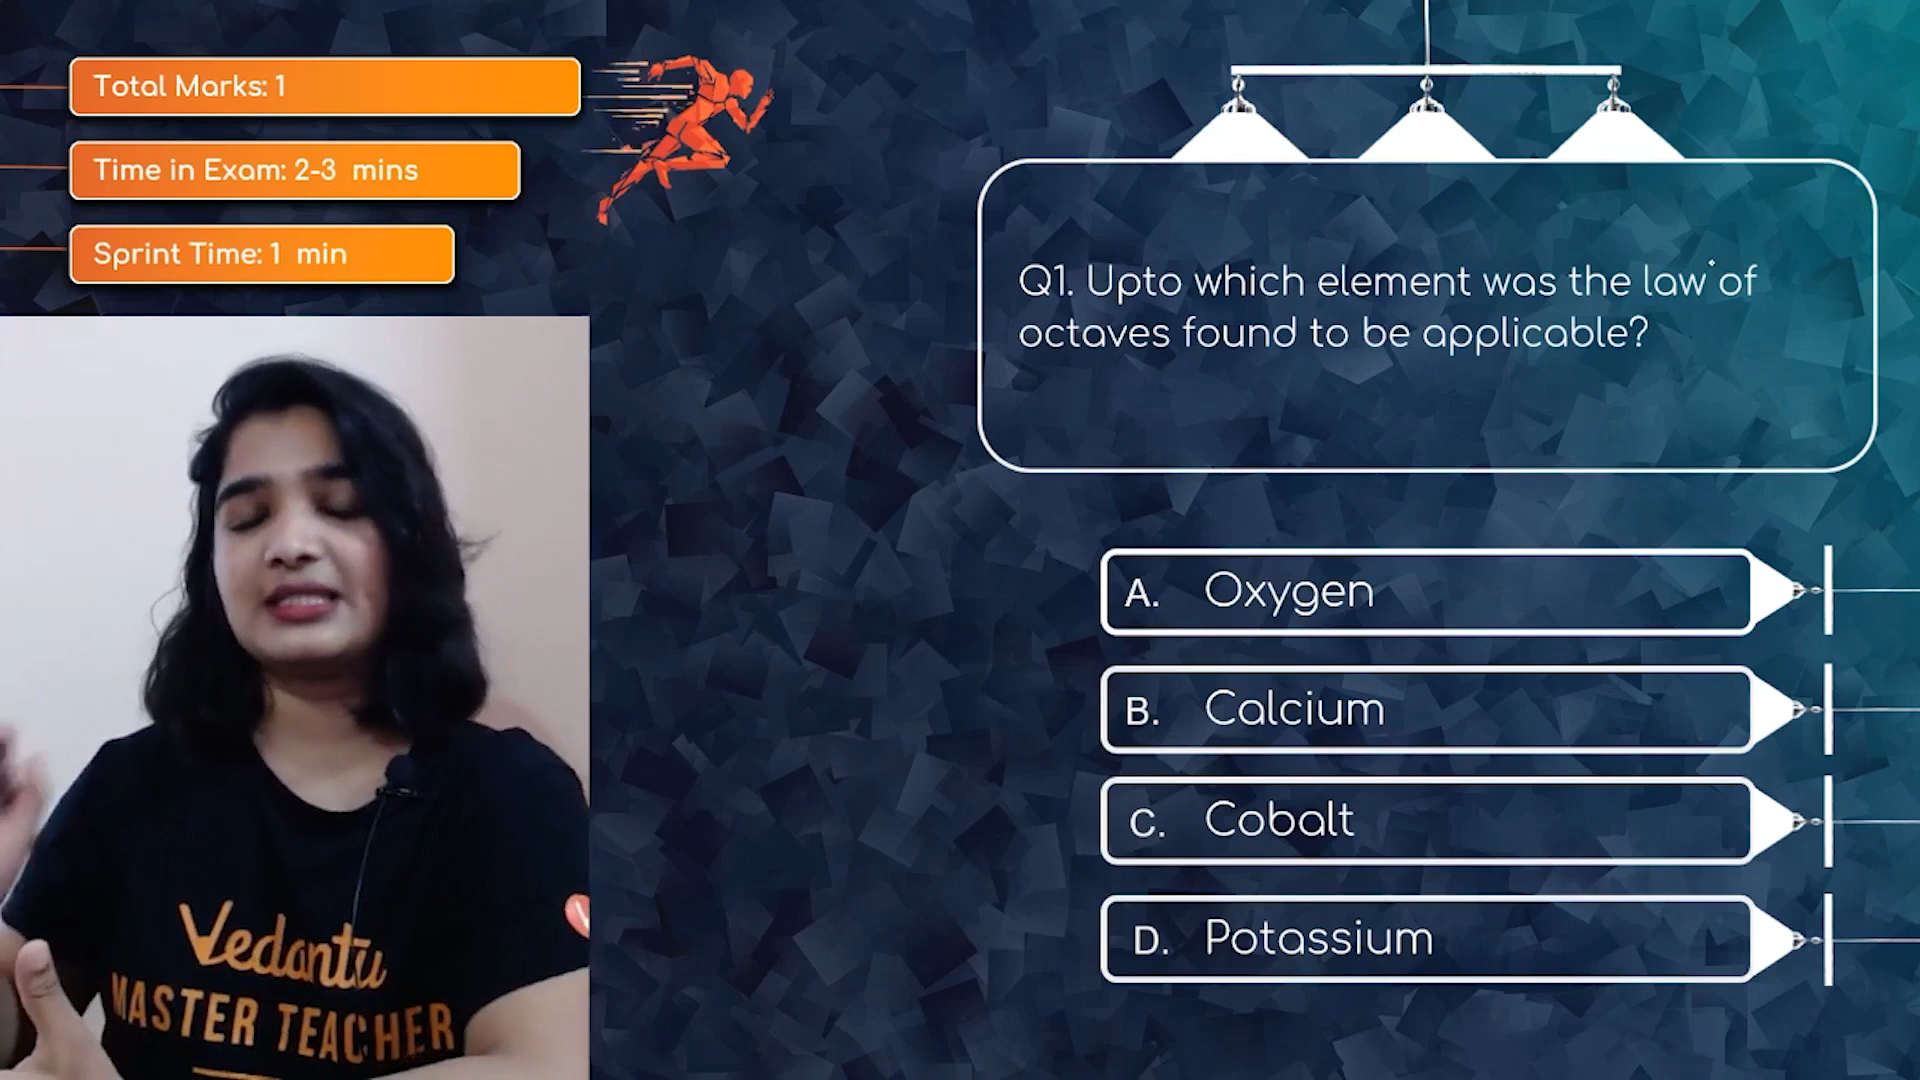 Total Marks: 1
Time in Exam: 2-3 mins
Sprint Time: 1 min
Q1. Upto which element was the law of
octaves found to be applicable?
A. Oxygen
B. Calcium
C. Cobalt
D. Potassium
Vedantu
MASTER TEACHER